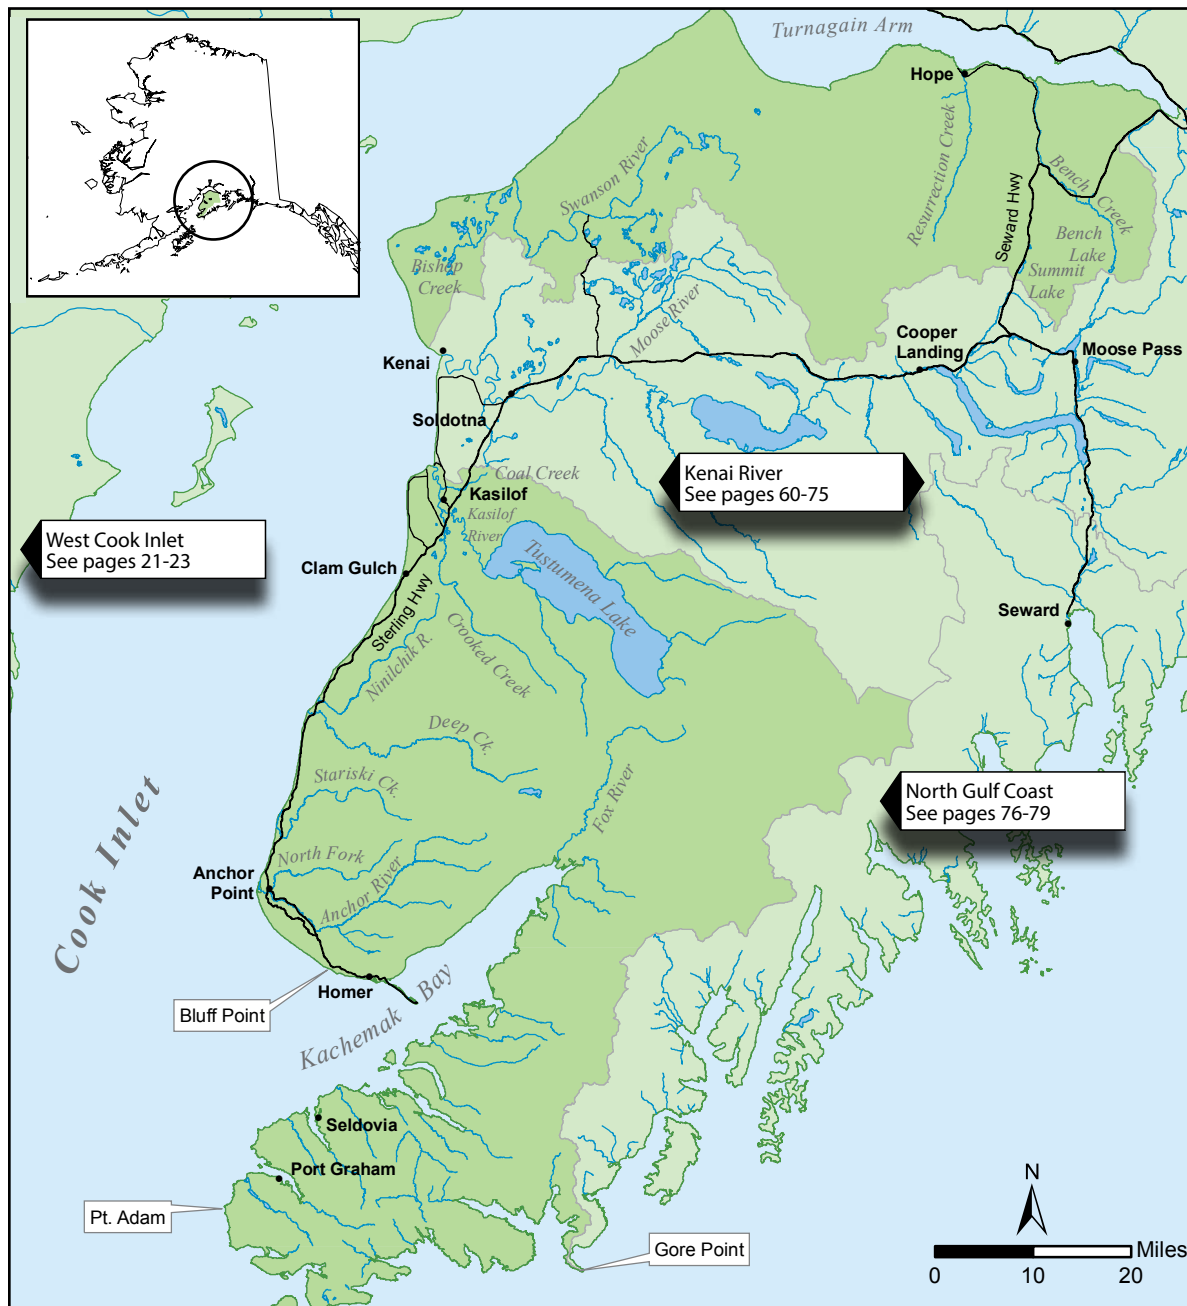 Turnagain Arm
Hope
Resurrection Creek
Swanson River
Seward Hwy
Bench Creek
Bench
Lake
Summit
Lake
Bishop
Creek
Moose River
Kenai
Cooper
Landing
Moose Pass
Soldotna
Coal Creek
Kenai River
See pages 60-75
Kasilof
Kasilof
River
West Cook Inlet
See pages 21-23
Clam Gulch
Tustumena Lake
Sterling Hwy
Seward
Ninilchik R.
Crooked Creek
Deep Ck.
Stariski Ck.
Fox River
North Gulf Coast
See pages 76-79
Cook Inlet
North Fork
Anchor
Point
Anchor River
Homer
Bluff Point
Kachemak Bay
Seldovia
Port Graham
Pt. Adam
Gore Point
N
Miles
0 10 20